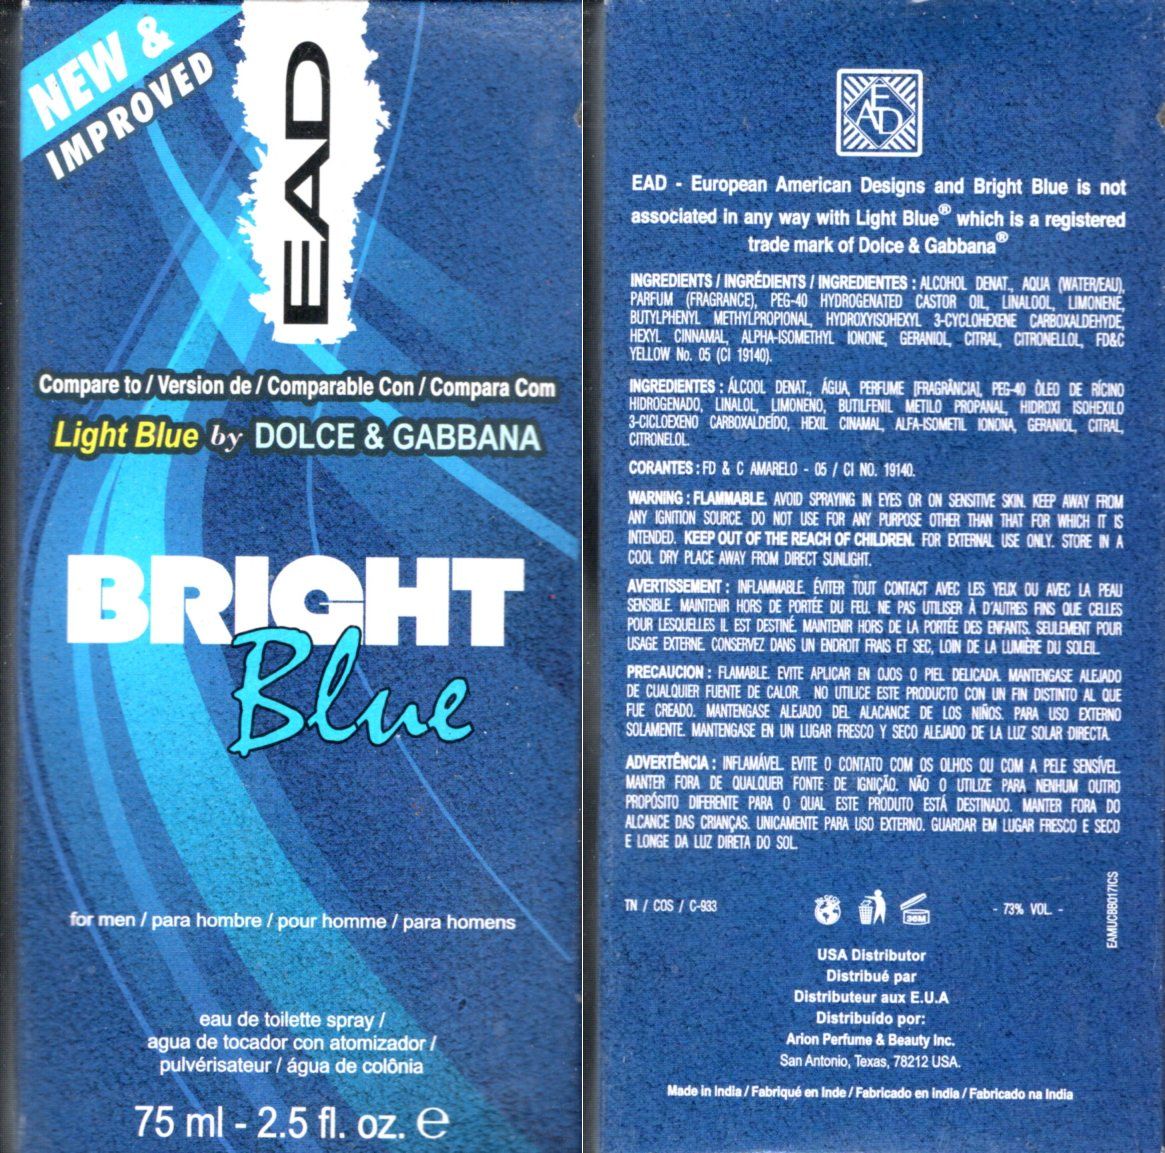 NEW &
IMPROVED
EAD
Compare to / Version de / Comparable Con / Compara Com
Light Blue by DOLCE & GABBANA
BRIGHT
Blue
for men / para hombre / pour homme / para homens
eau de toilette spray /
agua de tocador con atomizador /
pulvérisateur / água de colônia
75 ml - 2.5 fl. oz. e
EAD
EAD - European American Designs and Bright Blue is not
associated in any way with Light Blue® which is a registered
trade mark of Dolce & Gabbana®
INGREDIENTS / INGRÉDIENTS / INGREDIENTES : ALCOHOL DENAT., AQUA (WATER/EAU),
PARFUM (FRAGRANCE), PEG-40 HYDROGENATED CASTOR OIL, LINALOOL, LIMONENE,
BUTYLPHENYL METHYLPROPIONAL, HYDROXYISOHEXYL 3-CYCLOHEXENE CARBOXALDEHYDE,
HEXYL CINNAMAL, ALPHA-ISOMETHYL IONONE, GERANIOL, CITRAL, CITRONELLOL, FD&C
YELLOW No. 05 (CI 19140).
INGREDIENTES : ÁLCOOL DENAT., ÁGUA, PERFUME [FRAGRÂNCIA], PEG-40 ÒLEO DE RÍCINO
HIDROGENADO, LINALOL, LIMONENO, BUTILFENIL METILO PROPANAL, HIDROXI ISOHEXILO
3-CICLOEXENO CARBOXALDEÍDO, HEXIL CINAMAL, ALFA-ISOMETIL IONONA, GERANIOL, CITRAL,
CITRONELOL.
CORANTES : FD & C AMARELO - 05 / CI NO. 19140.
WARNING : FLAMMABLE. AVOID SPRAYING IN EYES OR ON SENSITIVE SKIN. KEEP AWAY FROM
ANY IGNITION SOURCE. DO NOT USE FOR ANY PURPOSE OTHER THAN THAT FOR WHICH IT IS
INTENDED. KEEP OUT OF THE REACH OF CHILDREN. FOR EXTERNAL USE ONLY. STORE IN A
COOL DRY PLACE AWAY FROM DIRECT SUNLIGHT.
AVERTISSEMENT : INFLAMMABLE. ÉVITER TOUT CONTACT AVEC LES YEUX OU AVEC LA PEAU
SENSIBLE. MAINTENIR HORS DE PORTÉE DU FEU. NE PAS UTILISER À D'AUTRES FINS QUE CELLES
POUR LESQUELLES IL EST DESTINÉ. MAINTENIR HORS DE LA PORTÉE DES ENFANTS. SEULEMENT POUR
USAGE EXTERNE. CONSERVEZ DANS UN ENDROIT FRAIS ET SEC, LOIN DE LA LUMIÈRE DU SOLEIL.
PRECAUCION : FLAMABLE. EVITE APLICAR EN OJOS O PIEL DELICADA. MANTENGASE ALEJADO
DE CUALQUIER FUENTE DE CALOR. NO UTILICE ESTE PRODUCTO CON UN FIN DISTINTO AL QUE
FUE CREADO. MANTENGASE ALEJADO DEL ALACANCE DE LOS NIÑOS. PARA USO EXTERNO
SOLAMENTE. MANTENGASE EN UN LUGAR FRESCO Y SECO ALEJADO DE LA LUZ SOLAR DIRECTA.
ADVERTÊNCIA : INFLAMÁVEL. EVITE O CONTATO COM OS OLHOS OU COM A PELE SENSÍVEL.
MANTER FORA DE QUALQUER FONTE DE IGNIÇÃO. NÃO O UTILIZE PARA NENHUM OUTRO
PROPÓSITO DIFERENTE PARA O QUAL ESTE PRODUTO ESTÁ DESTINADO. MANTER FORA DO
ALCANCE DAS CRIANÇAS. UNICAMENTE PARA USO EXTERNO. GUARDAR EM LUGAR FRESCO E SECO
E LONGE DA LUZ DIRETA DO SOL.
TN / COS / C-933
36M
- 73% VOL. -
EAMUCBB017ICS
USA Distributor
Distribué par
Distributeur aux E.U.A
Distribuído por:
Arion Perfume & Beauty Inc.
San Antonio, Texas, 78212 USA.
Made in India / Fabriqué en Inde / Fabricado en india / Fabricado na India